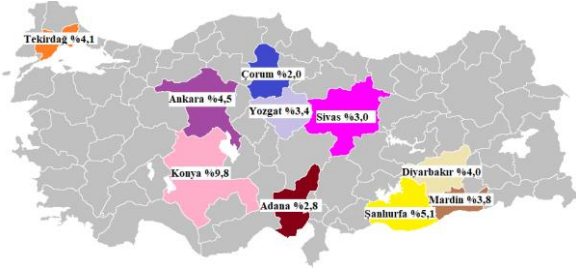 Tekirdağ %4,1
Çorum %2,0
Ankara %4,5
Yozgat %3,4
Sivas %3,0
Konya %9,8
Diyarbakır %4,0
Mardin %3,8
Adana %2,8
Şanlıurfa %5,1